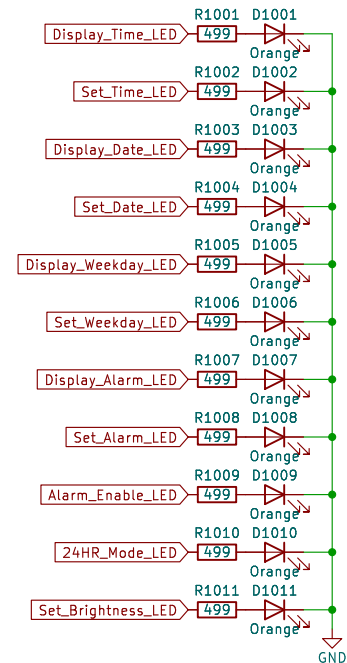 R1001 D1001
Display_Time_LED 499
Orange
R1002 D1002
Set_Time_LED 499
Orange
R1003 D1003
Display_Date_LED 499
Orange
R1004 D1004
Set_Date_LED 499
Orange
R1005 D1005
Display_Weekday_LED 499
Orange
R1006 D1006
Set_Weekday_LED 499
Orange
R1007 D1007
Display_Alarm_LED 499
Orange
R1008 D1008
Set_Alarm_LED 499
Orange
R1009 D1009
Alarm_Enable_LED 499
Orange
R1010 D1010
24HR_Mode_LED 499
Orange
R1011 D1011
Set_Brightness_LED 499
Orange
GND